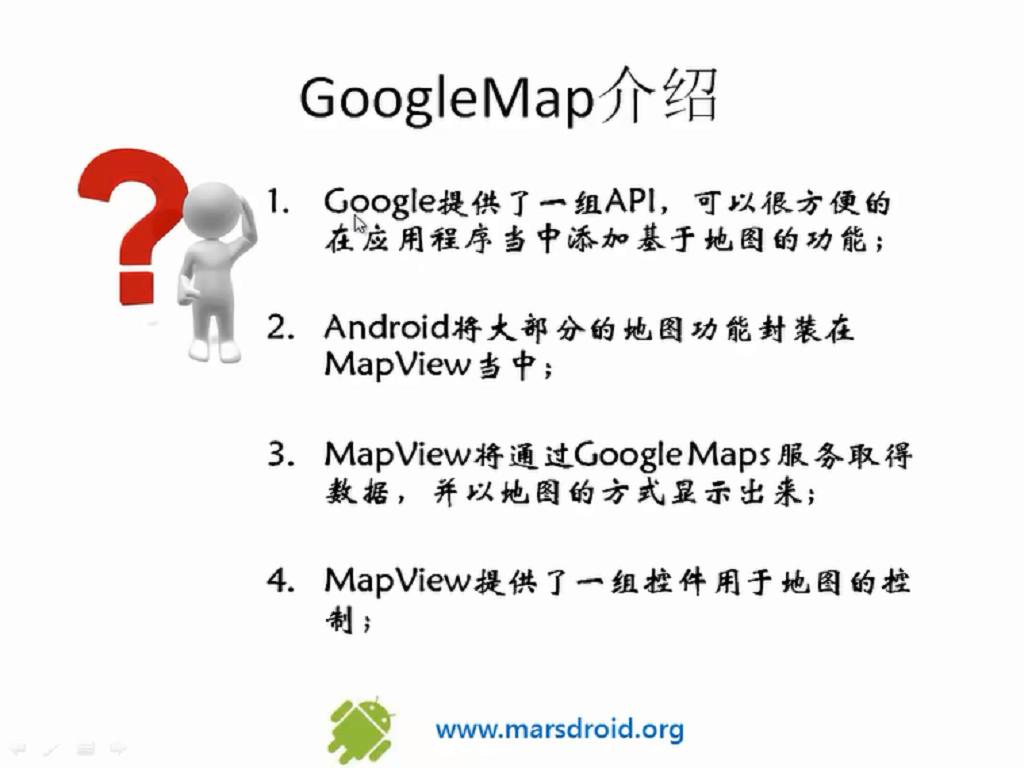 GoogleMap介绍
1. Google提供了一组API，可以很方便的
在应用程序当中添加基于地图的功能；
2. Android将大部分的地图功能封装在
MapView当中；
3. MapView将通过Google Maps服务取得
数据，并以地图的方式显示出来；
4. MapView提供了一组控件用于地图的控
制；
www.marsdroid.org